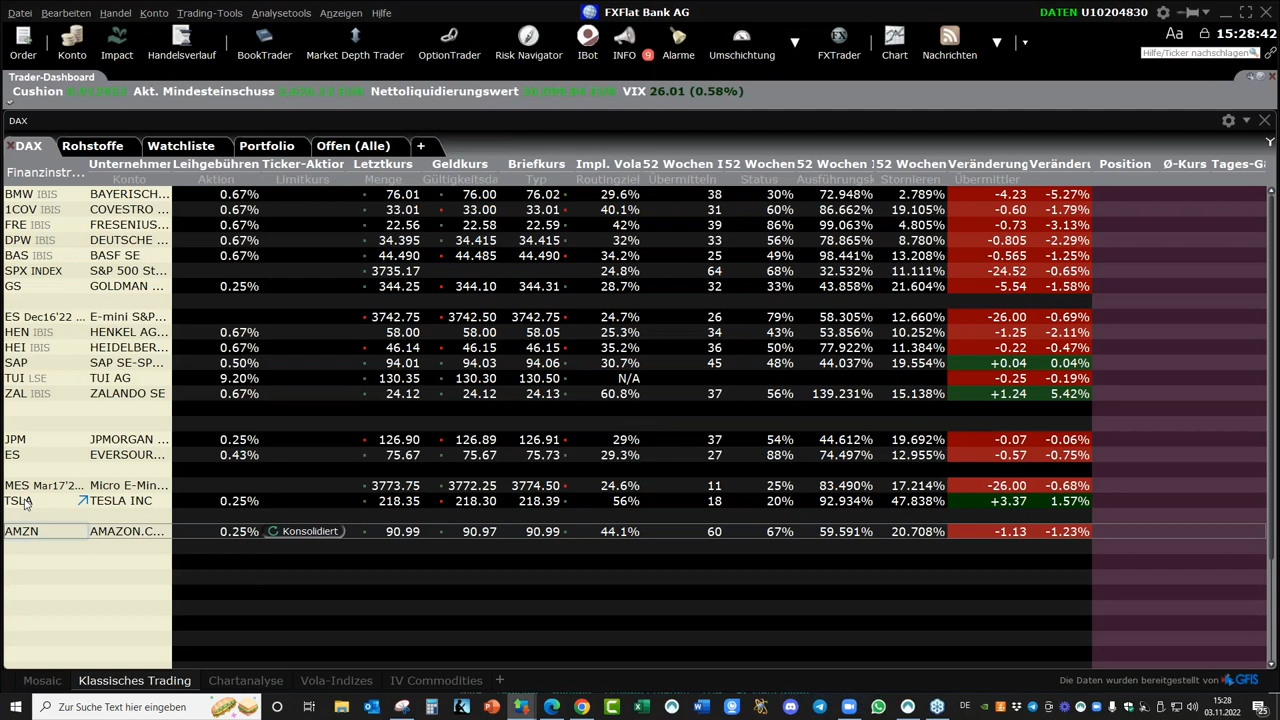 Datei Bearbeiten Handel Konto Trading-Tools Analysetools Anzeigen Hilfe FXFlat Bank AG DATEN U10204830
Order Konto Impact Handelsverlauf BookTrader Market Depth Trader OptionTrader Risk Navigator IBot INFO 9 Alarme Umschichtung FXTrader Chart Nachrichten Aa 15:28:42
Hilfe/Ticker nachschlagen
Trader-Dashboard
Cushion Akt. Mindesteinschuss Nettoliquidierungswert VIX 26.01 (0.58%)
DAX
DAX Rohstoffe Watchliste Portfolio Offen (Alle) +
Finanzinstr... Unternehmen Leihgebühren Ticker-Aktion Letztkurs Geldkurs Briefkurs Impl. Vola 52 Wochen I 52 Wochen 52 Wochen I 52 Wochen Veränderung Veränderu Position Ø-Kurs Tages-G
Konto Aktion Limitkurs Menge Gültigkeitsda Typ Routingziel Übermitteln Status Ausführungsk Stornieren Übermittler
BMW IBIS BAYERISCH... 0.67% 76.01 76.00 76.02 29.6% 38 30% 72.948% 2.789% -4.23 -5.27%
1COV IBIS COVESTRO ... 0.67% 33.01 33.00 33.01 40.1% 31 60% 86.662% 19.105% -0.60 -1.79%
FRE IBIS FRESENIUS... 0.67% 22.56 22.58 22.59 42% 39 86% 99.063% 4.805% -0.73 -3.13%
DPW IBIS DEUTSCHE ... 0.67% 34.395 34.415 34.415 32% 33 56% 78.865% 8.780% -0.805 -2.29%
BAS IBIS BASF SE 0.67% 44.490 44.485 44.490 34.2% 25 49% 98.441% 13.208% -0.565 -1.25%
SPX INDEX S&P 500 St... 3735.17 24.8% 64 68% 32.532% 11.111% -24.52 -0.65%
GS GOLDMAN ... 0.25% 344.25 344.10 344.31 28.7% 32 33% 43.858% 21.604% -5.54 -1.58%
ES Dec16'22 ... E-mini S&P... 3742.75 3742.50 3742.75 24.7% 26 79% 58.305% 12.660% -26.00 -0.69%
HEN IBIS HENKEL AG... 0.67% 58.00 58.00 58.05 25.3% 34 43% 53.856% 10.252% -1.25 -2.11%
HEI IBIS HEIDELBER... 0.67% 46.14 46.15 46.15 35.2% 36 50% 77.922% 11.384% -0.22 -0.47%
SAP SAP SE-SP... 0.50% 94.01 94.03 94.06 30.7% 45 48% 44.037% 19.554% +0.04 0.04%
TUI LSE TUI AG 9.20% 130.35 130.30 130.50 N/A -0.25 -0.19%
ZAL IBIS ZALANDO SE 0.67% 24.12 24.12 24.13 60.8% 37 56% 139.231% 15.138% +1.24 5.42%
JPM JPMORGAN ... 0.25% 126.90 126.89 126.91 29% 37 54% 44.612% 19.692% -0.07 -0.06%
ES EVERSOUR... 0.43% 75.67 75.67 75.73 29.3% 27 88% 74.489% 12.955% -0.57 -0.75%
MES Mar17'2... Micro E-Min... 3773.75 3772.25 3774.50 24.6% 11 25% 83.490% 17.214% -26.00 -0.68%
TSLA TESLA INC 0.25% 218.35 218.30 218.39 56% 18 20% 92.934% 47.838% +3.37 1.57%
AMZN AMAZON.C... 0.25% Konsolidiert 90.99 90.97 90.99 44.1% 60 67% 59.591% 20.708% -1.13 -1.23%
Mosaic Klassisches Trading Chartanalyse Vola-Indizes IV Commodities + Die Daten werden bereitgestellt durch GFIS
Zur Suche Text hier eingeben DE 15:28
03.11.2022